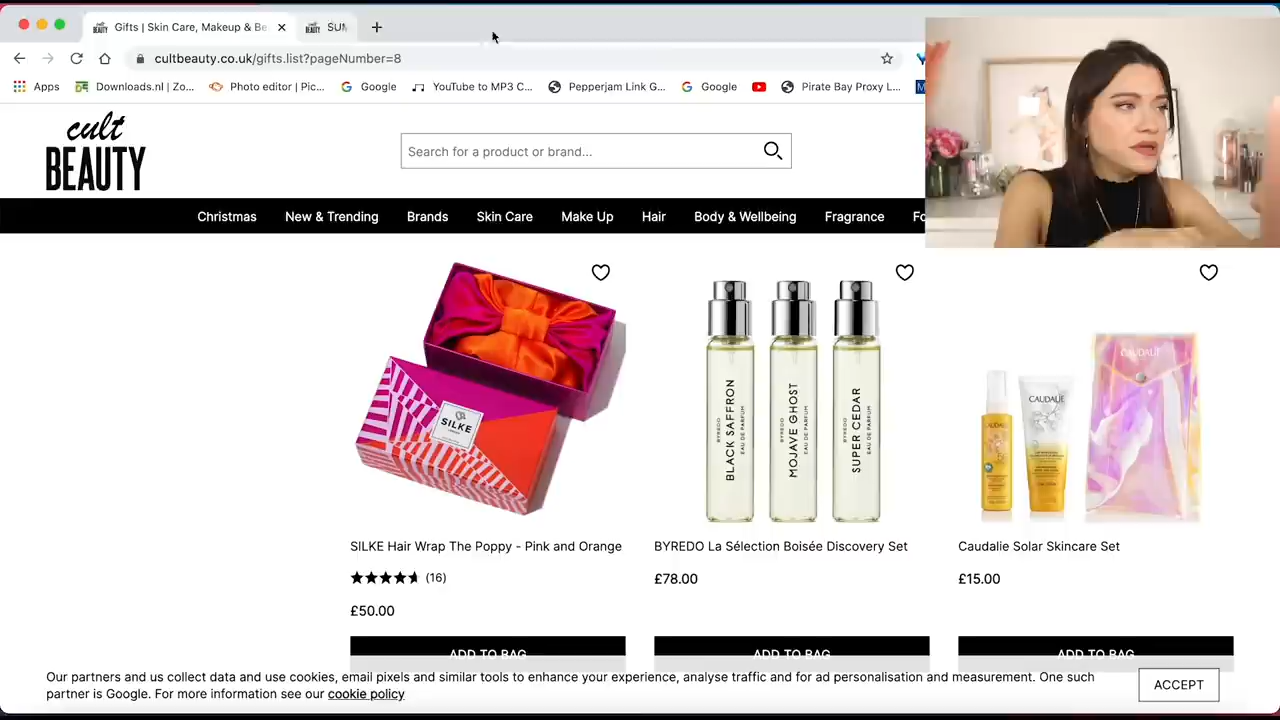 cult BEAUTY Gifts | Skin Care, Makeup & Be
cult BEAUTY SUM
cultbeauty.co.uk/gifts.list?pageNumber=8
Apps Downloads.nl | Zo... Photo editor | Pic... Google YouTube to MP3 C... Pepperjam Link G... Google Pirate Bay Proxy L...
cult
BEAUTY
Search for a product or brand...
Christmas New & Trending Brands Skin Care Make Up Hair Body & Wellbeing Fragrance Fo
SILKE
BYREDO
BLACK SAFFRON
EAU DE PARFUM
BYREDO
MOJAVE GHOST
EAU DE PARFUM
BYREDO
SUPER CEDAR
EAU DE PARFUM
CAUDALIE
CAUDALIE
CAUDALIE
SILKE Hair Wrap The Poppy - Pink and Orange
(16)
£50.00
ADD TO BAG
BYREDO La Sélection Boisée Discovery Set
£78.00
ADD TO BAG
Caudalie Solar Skincare Set
£15.00
ADD TO BAG
Our partners and us collect data and use cookies, email pixels and similar tools to enhance your experience, analyse traffic and for ad personalisation and measurement. One such
partner is Google. For more information see our cookie policy
ACCEPT